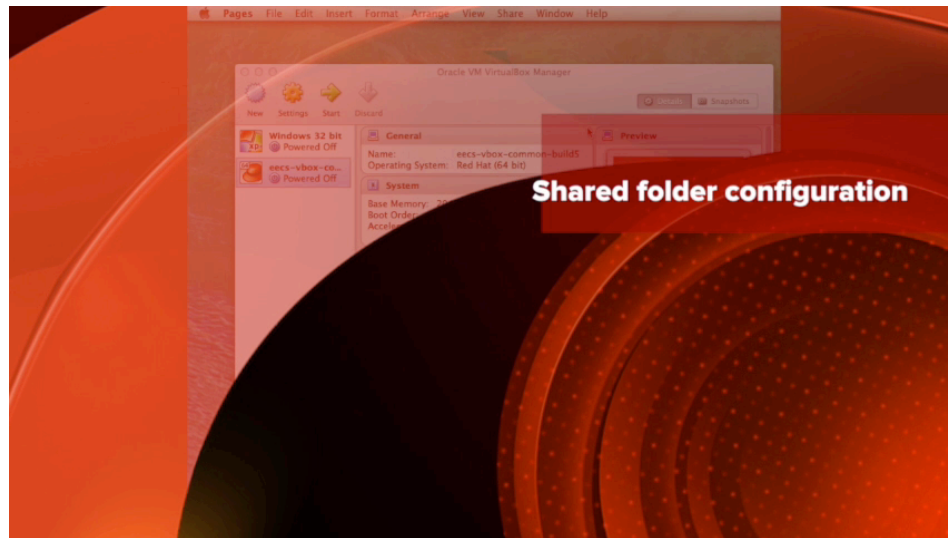 Pages File Edit Insert Format Arrange View Share Window Help
Oracle VM VirtualBox Manager
New Settings Start Discard
Details Snapshots
Windows 32 bit
Powered Off
eecs-vbox-co...
Powered Off
General
Name: eecs-vbox-common-build5
Operating System: Red Hat (64 bit)
System
Base Memory:
Boot Order:
Preview
Shared folder configuration